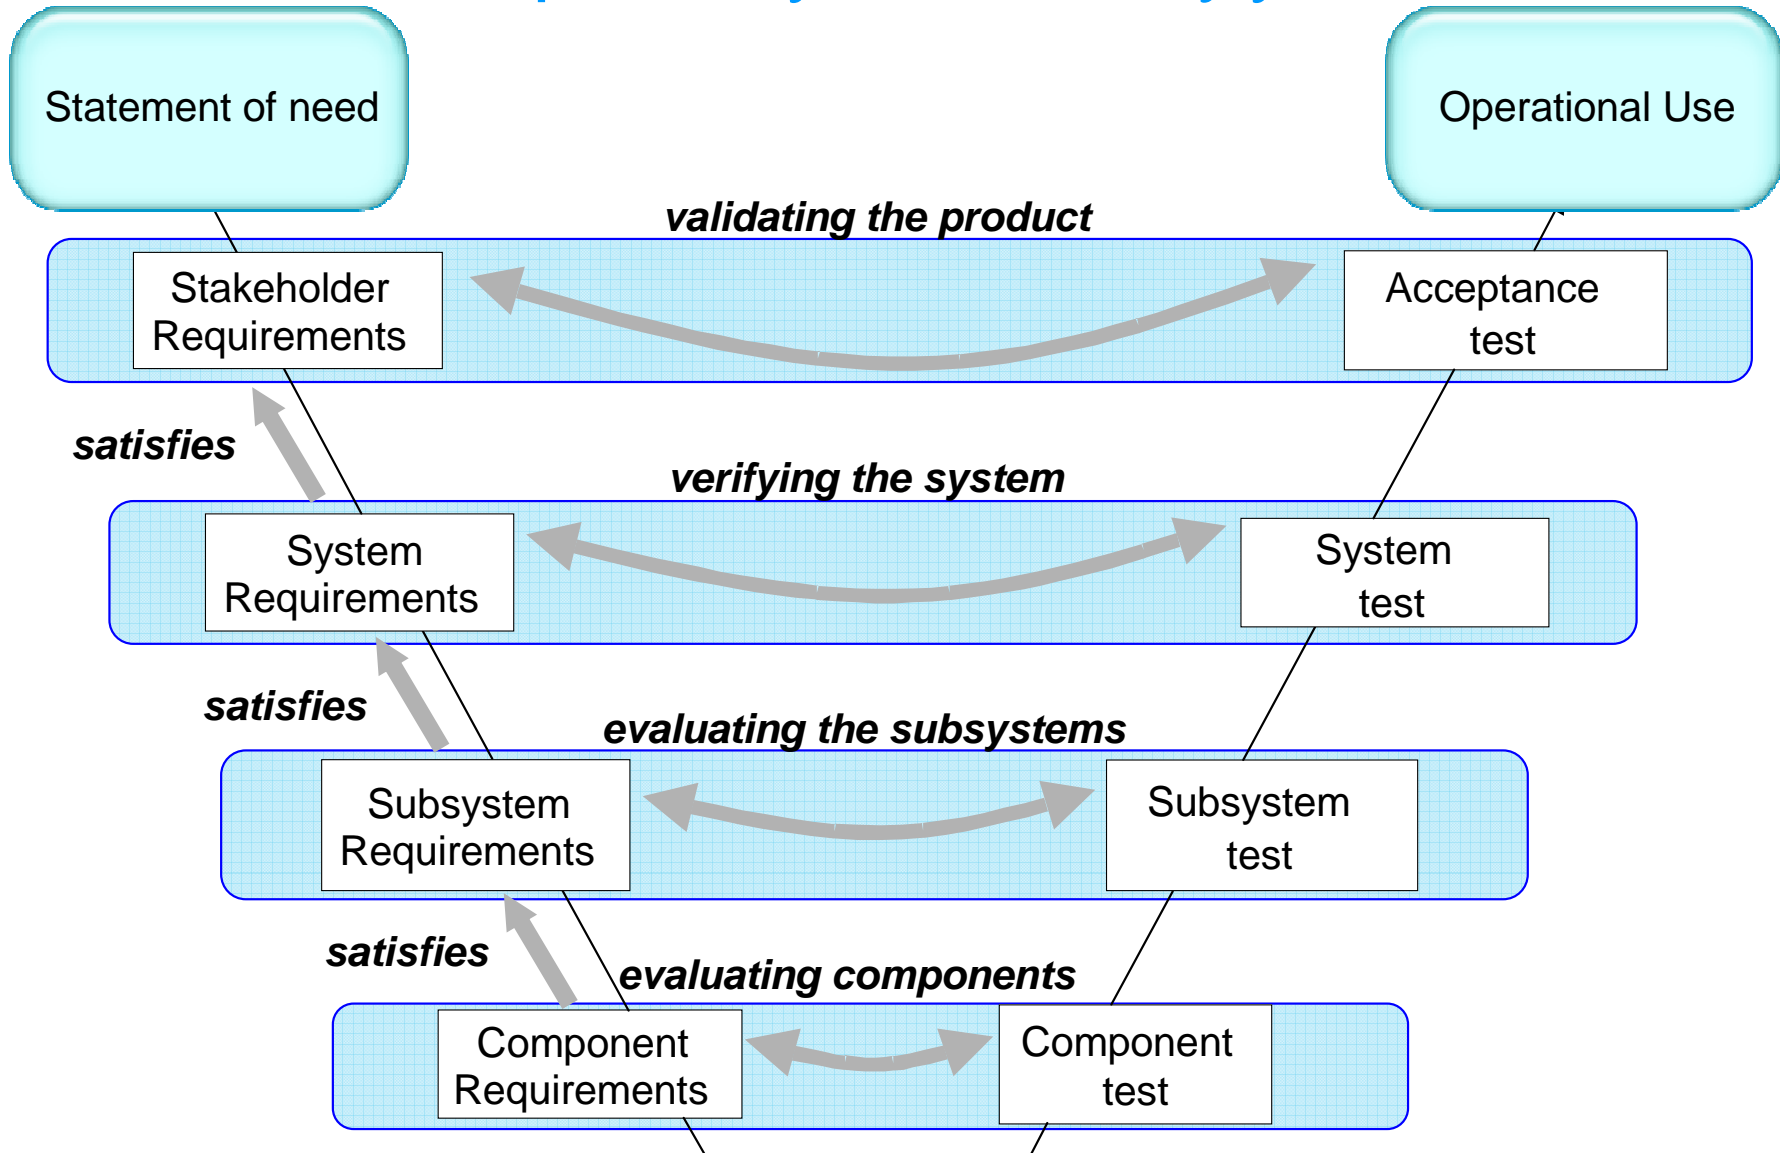 Statement of need
Operational Use
validating the product
Stakeholder
Requirements
Acceptance
test
satisfies
verifying the system
System
Requirements
System
test
satisfies
evaluating the subsystems
Subsystem
Requirements
Subsystem
test
satisfies
evaluating components
Component
Requirements
Component
test